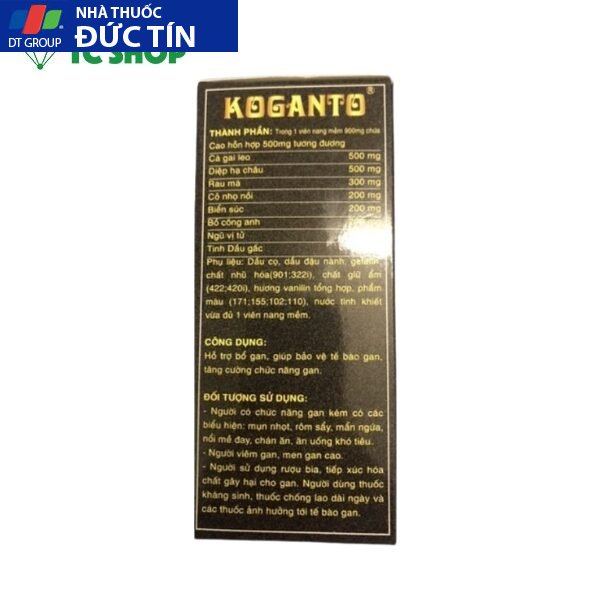 NHÀ THUỐC
DT GROUP
ĐỨC TÍN
TC SHOP
KOGANTO®
THÀNH PHẦN: Trong 1 viên nang mềm 900mg chứa
Cao hỗn hợp 500mg tương đương
Cà gai leo 500 mg
Diệp hạ châu 500 mg
Rau má 300 mg
Cỏ nhọ nồi 200 mg
Biển súc 200 mg
Bồ công anh mg
Ngũ vị tử
Tinh Dầu gấc
Phụ liệu: Dầu cọ, dầu đậu nành, gelatin,
chất nhũ hóa(901;322i), chất giữ ẩm
(422;420i), hương vanilin tổng hợp, phẩm
màu (171;155;102;110), nước tinh khiết
vừa đủ 1 viên nang mềm.
CÔNG DỤNG:
Hỗ trợ bổ gan, giúp bảo vệ tế bào gan,
tăng cường chức năng gan.
ĐỐI TƯỢNG SỬ DỤNG:
- Người có chức năng gan kém có các
biểu hiện: mụn nhọt, rôm sẩy, mẩn ngứa,
nổi mề đay, chán ăn, ăn uống khó tiêu.
- Người viêm gan, men gan cao.
- Người sử dụng rượu bia, tiếp xúc hóa
chất gây hại cho gan. Người dùng thuốc
kháng sinh, thuốc chống lao dài ngày và
các thuốc ảnh hưởng tới tế bào gan.